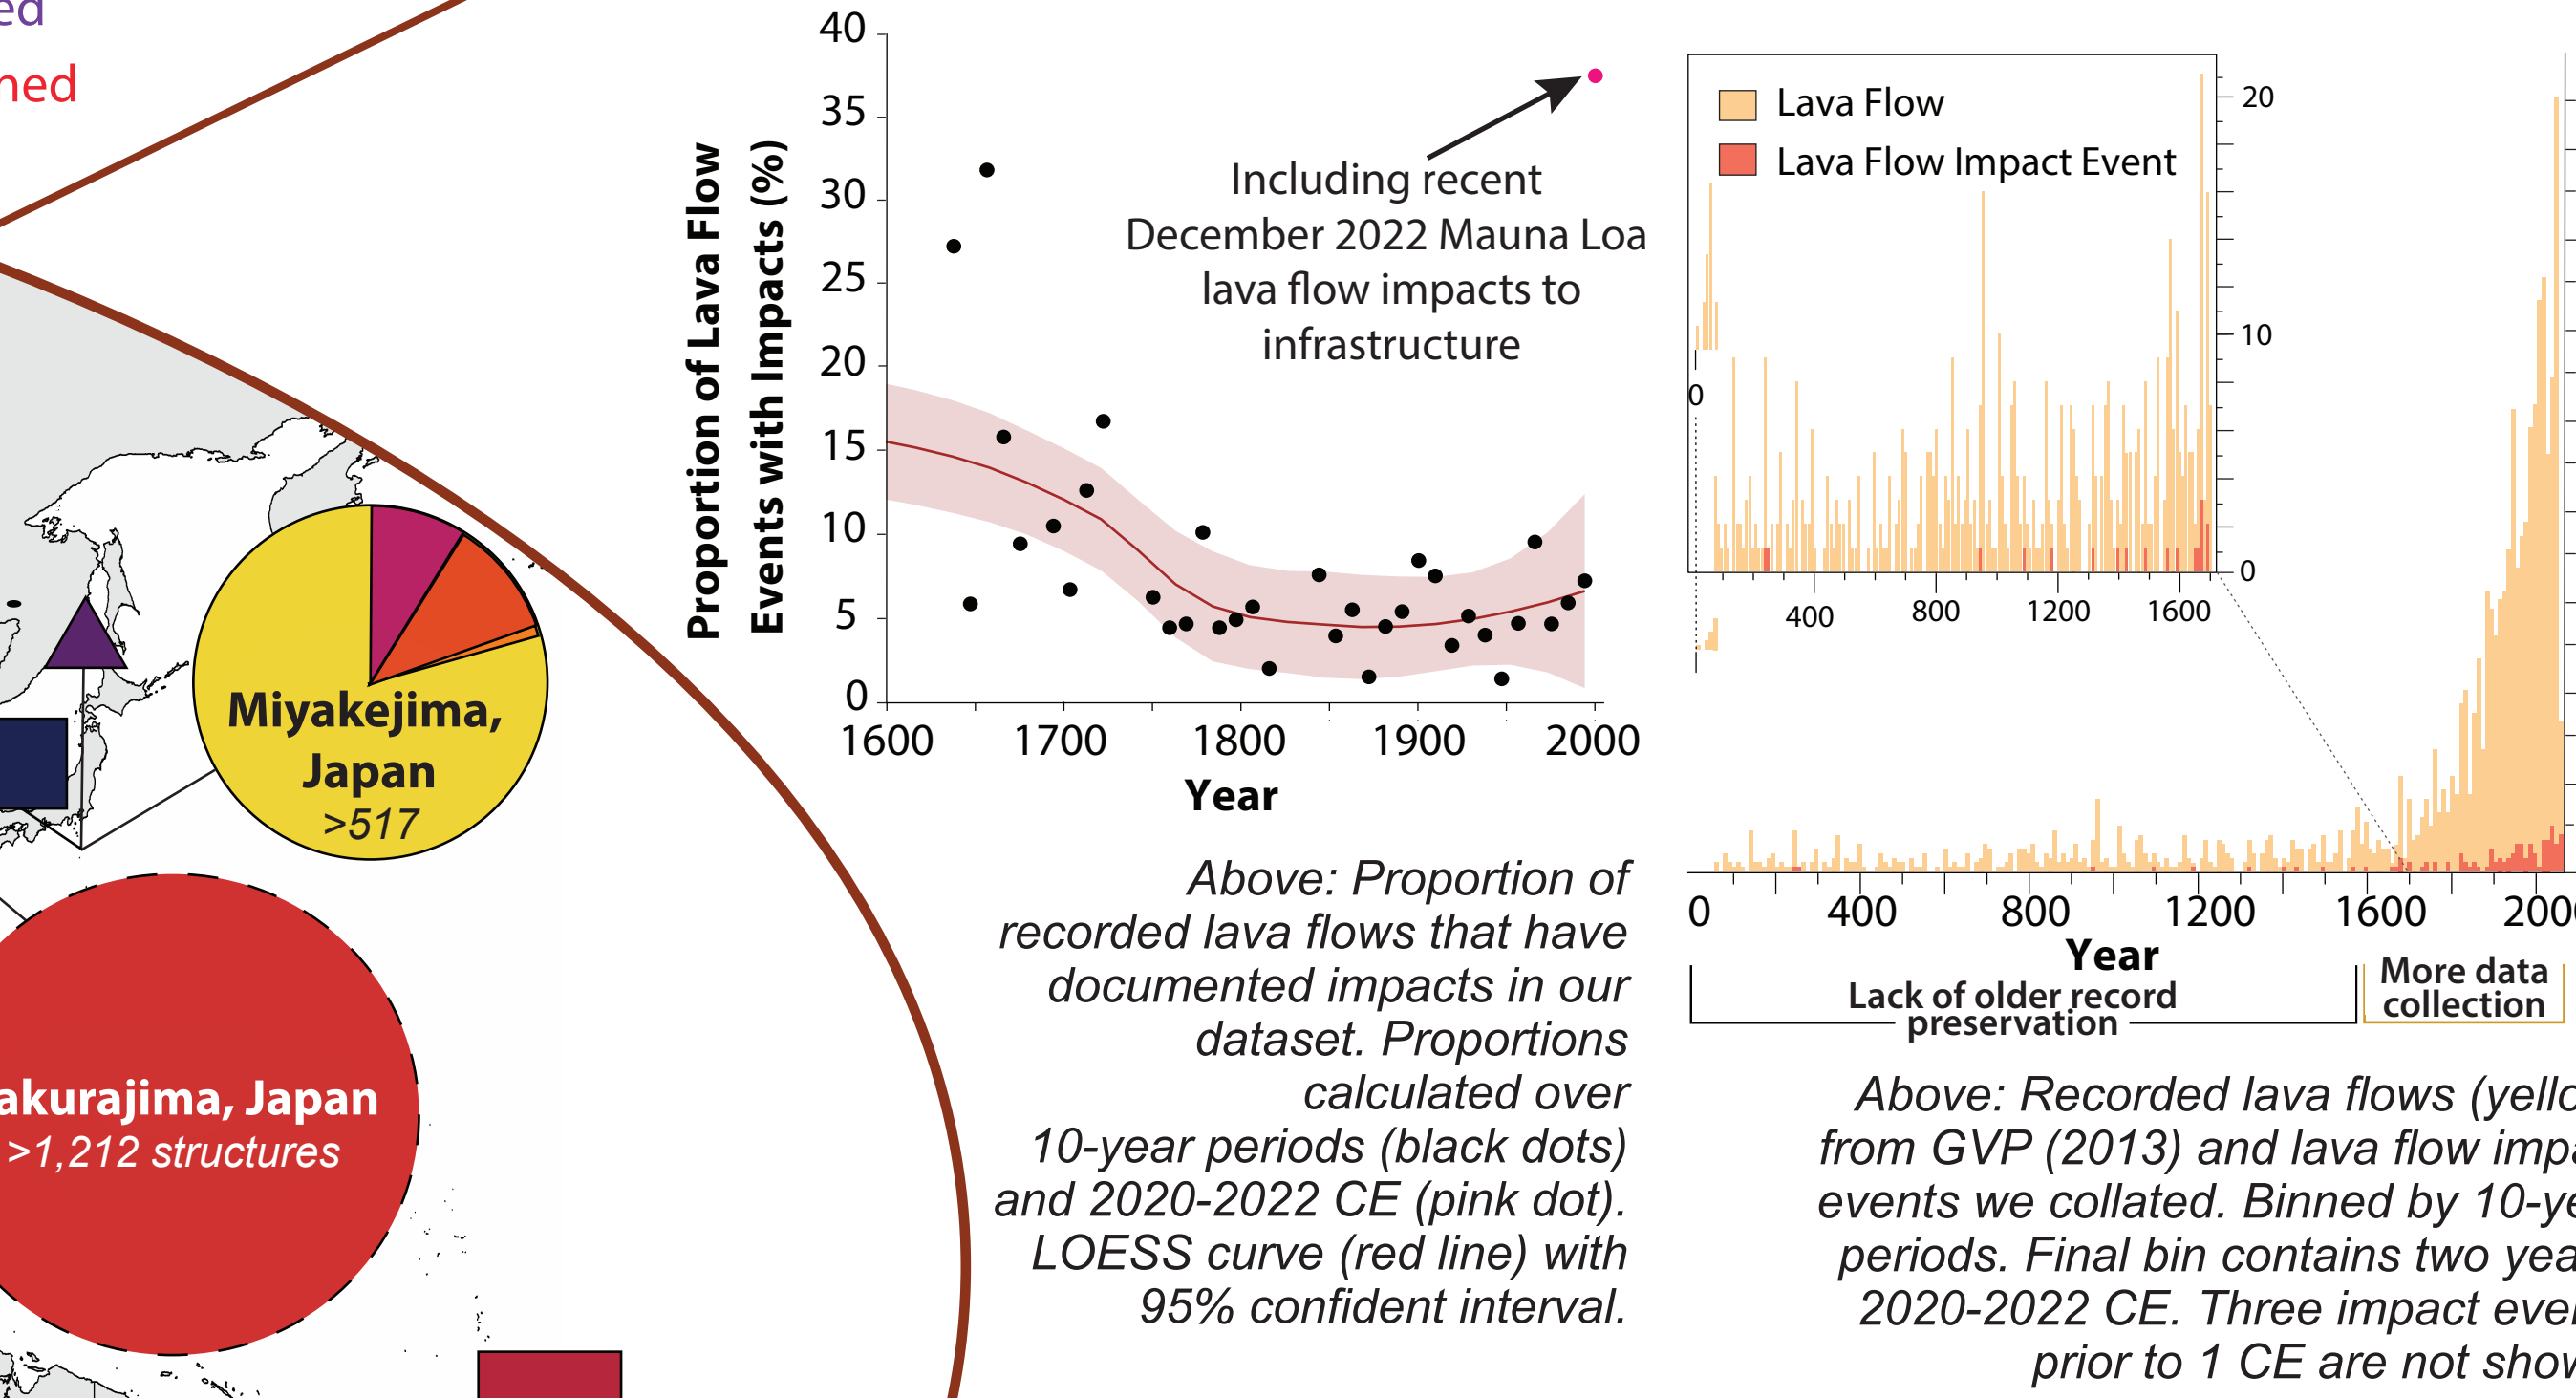 Miyakejima,
Japan
>517
akurajima, Japan
>1,212 structures
Proportion of Lava Flow
Events with Impacts (%)
40
35
30
25
20
15
10
5
0
1600 1700 1800 1900 2000
Year
Including recent
December 2022 Mauna Loa
lava flow impacts to
infrastructure
Above: Proportion of
recorded lava flows that have
documented impacts in our
dataset. Proportions
calculated over
10-year periods (black dots)
and 2020-2022 CE (pink dot).
LOESS curve (red line) with
95% confident interval.
Lava Flow
Lava Flow Impact Event
20
10
0
0
400 800 1200 1600
0 400 800 1200 1600 200
Year
Lack of older record
preservation
More data
collection
Above: Recorded lava flows (yello
from GVP (2013) and lava flow impa
events we collated. Binned by 10-ye
periods. Final bin contains two yea
2020-2022 CE. Three impact eve
prior to 1 CE are not show